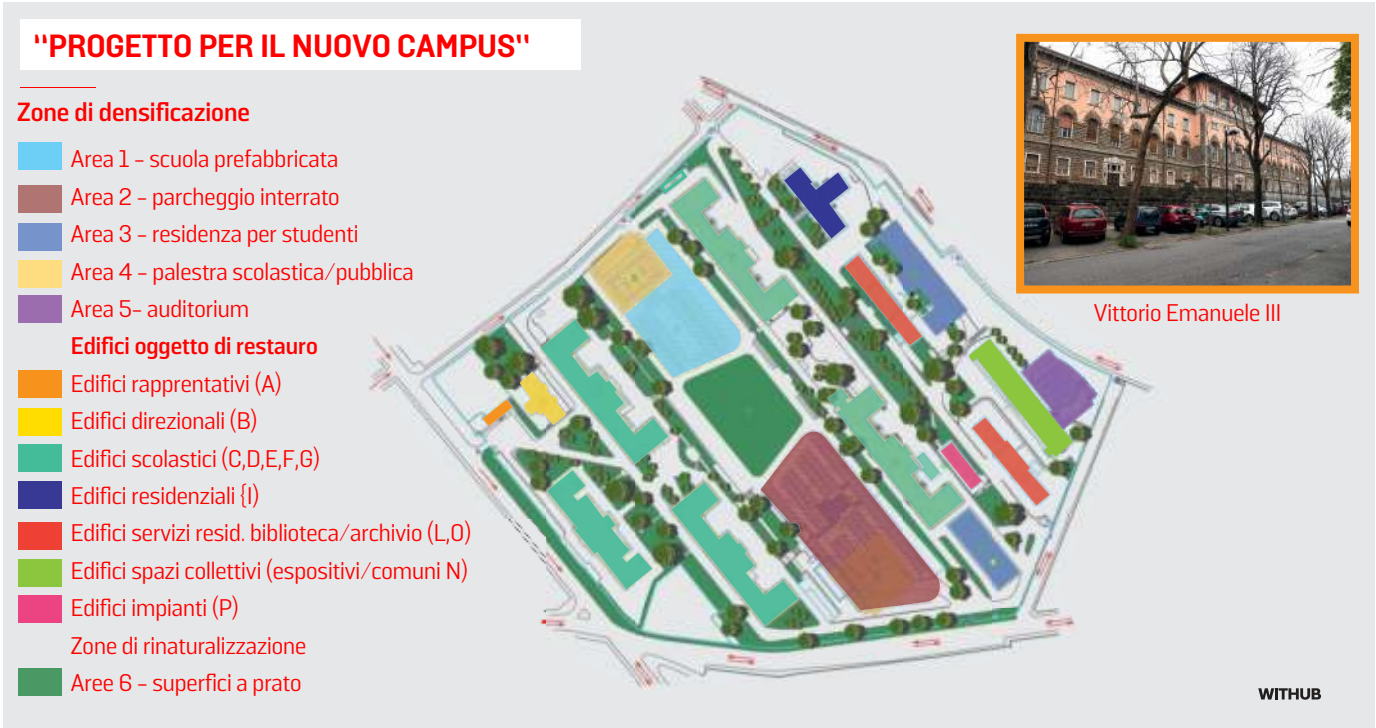 "PROGETTO PER IL NUOVO CAMPUS"
Zone di densificazione
Area 1 - scuola prefabbricata
Area 2 - parcheggio interrato
Area 3 - residenza per studenti
Area 4 - palestra scolastica/pubblica
Area 5- auditorium
Edifici oggetto di restauro
Edifici rapprentativi (A)
Edifici direzionali (B)
Edifici scolastici (C,D,E,F,G)
Edifici residenziali {I)
Edifici servizi resid. biblioteca/archivio (L,O)
Edifici spazi collettivi (espositivi/comuni N)
Edifici impianti (P)
Zone di rinaturalizzazione
Aree 6 - superfici a prato
Vittorio Emanuele III
WITHUB